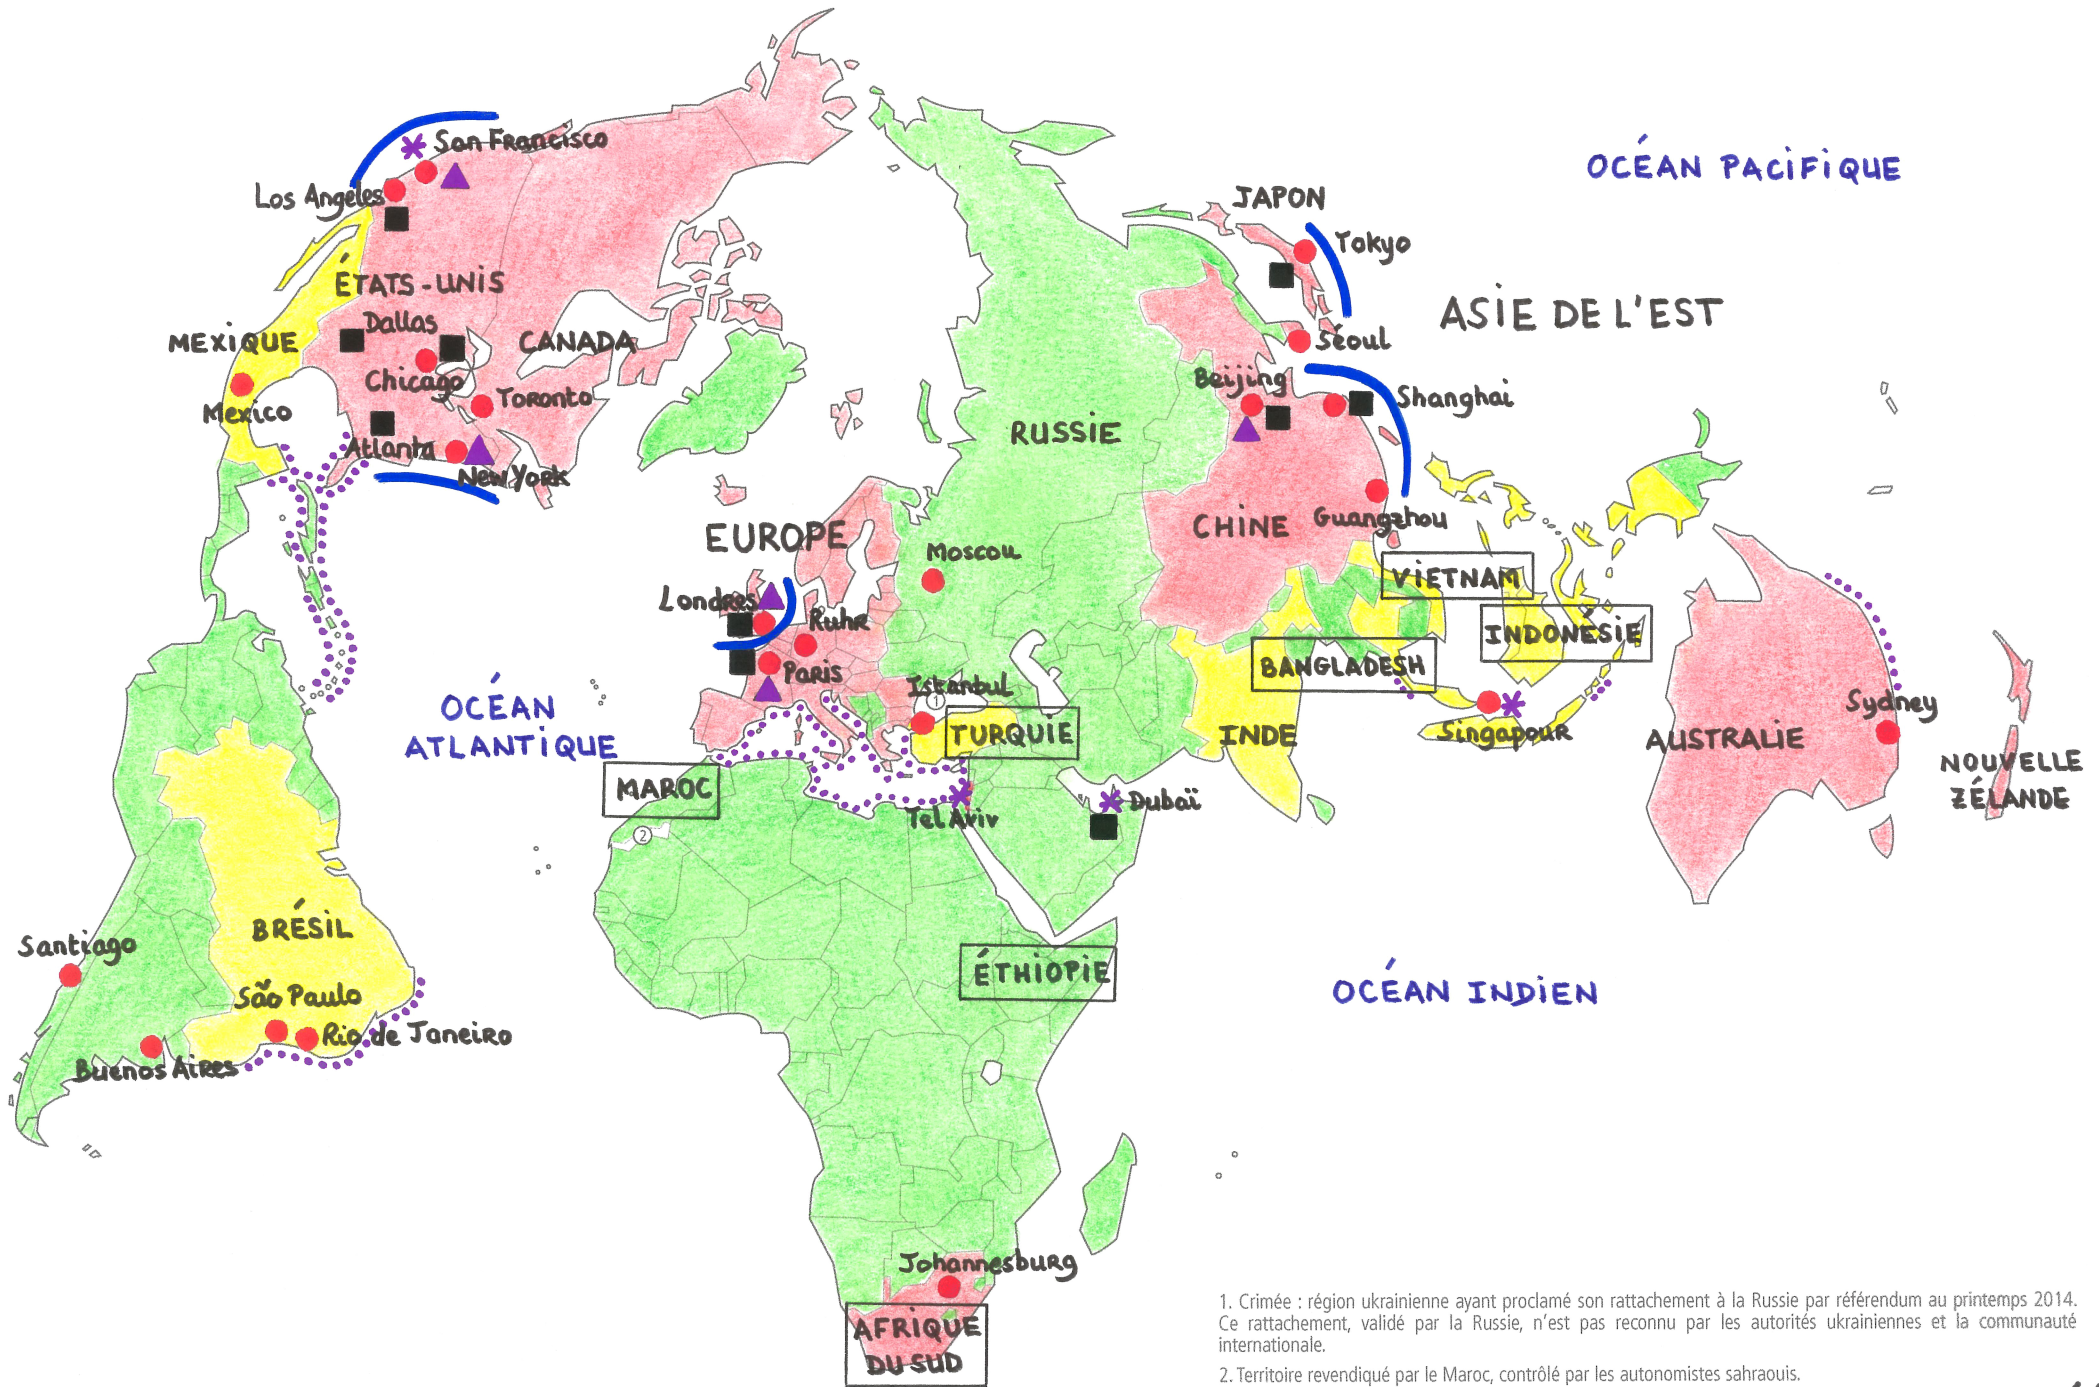 San Francisco
Los Angeles
ÉTATS-UNIS
Dallas
MEXIQUE
CANADA
Chicago
Toronto
Mexico
Atlanta
New York
OCÉAN PACIFIQUE
JAPON
Tokyo
ASIE DE L'EST
Séoul
Beijing
Shanghai
RUSSIE
CHINE
Guangzhou
EUROPE
Moscou
VIETNAM
Londres
Ruhr
INDONÉSIE
BANGLADESH
Paris
Istanbul
1
OCÉAN
ATLANTIQUE
TURQUIE
INDE
Singapour
Sydney
AUSTRALIE
NOUVELLE
ZÉLANDE
MAROC
2
Tel Aviv
Dubaï
BRÉSIL
Santiago
ÉTHIOPIE
OCÉAN INDIEN
São Paulo
Rio de Janeiro
Buenos Aires
Johannesburg
AFRIQUE
DU SUD
1. Crimée : région ukrainienne ayant proclamé son rattachement à la Russie par référendum au printemps 2014.
Ce rattachement, validé par la Russie, n'est pas reconnu par les autorités ukrainiennes et la communauté
internationale.
2. Territoire revendiqué par le Maroc, contrôlé par les autonomistes sahraouis.